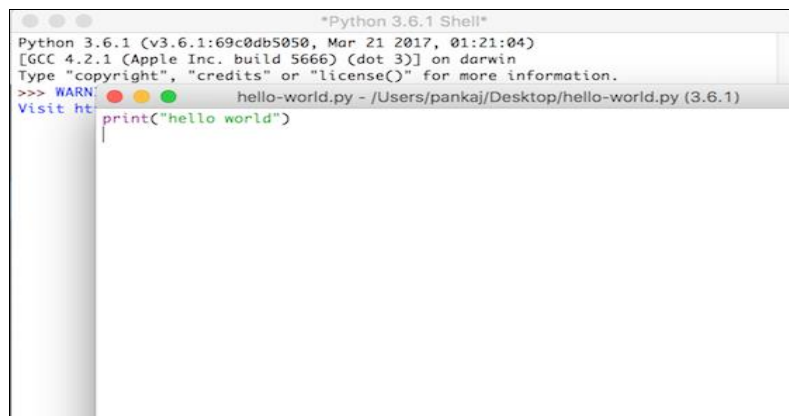 *Python 3.6.1 Shell*
Python 3.6.1 (v3.6.1:69c0db5050, Mar 21 2017, 01:21:04)
[GCC 4.2.1 (Apple Inc. build 5666) (dot 3)] on darwin
Type "copyright", "credits" or "license()" for more information.
>>> WARN
Visit ht
hello-world.py - /Users/pankaj/Desktop/hello-world.py (3.6.1)
print("hello world")